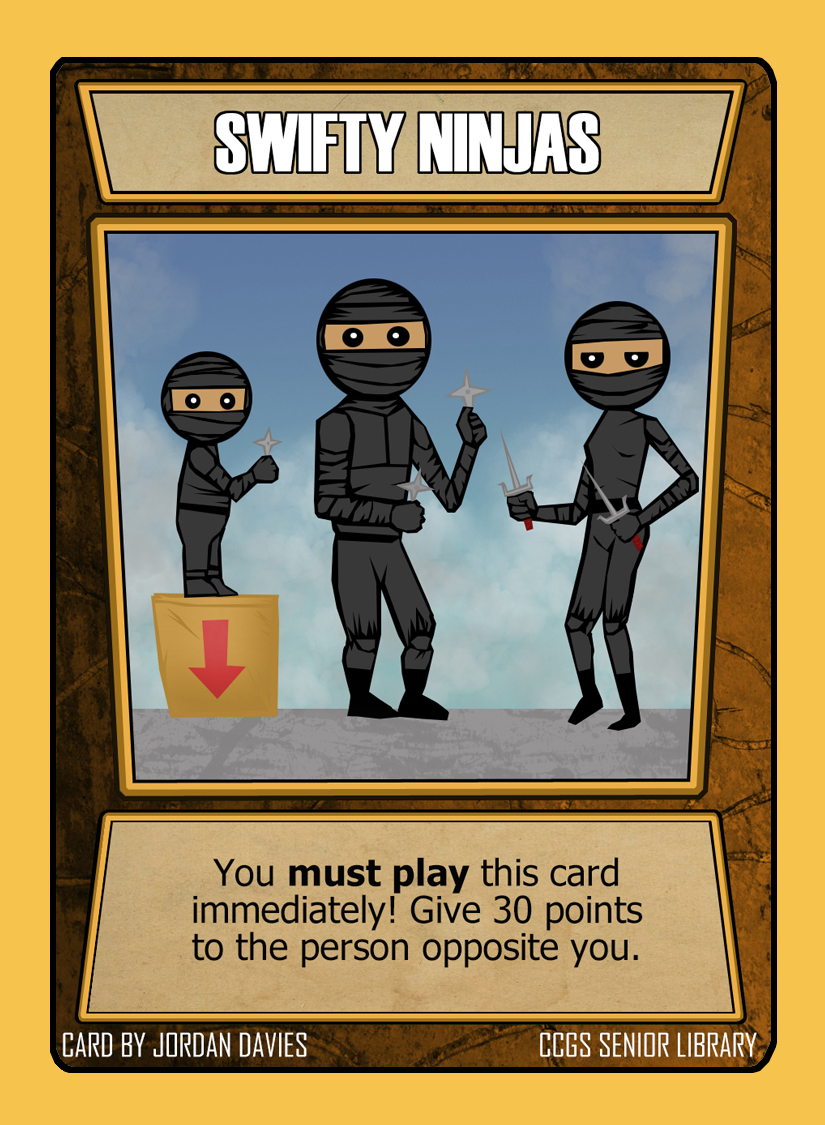 SWIFTY NINJAS
You must play this card
immediately! Give 30 points
to the person opposite you.
CARD BY JORDAN DAVIES
CCGS SENIOR LIBRARY